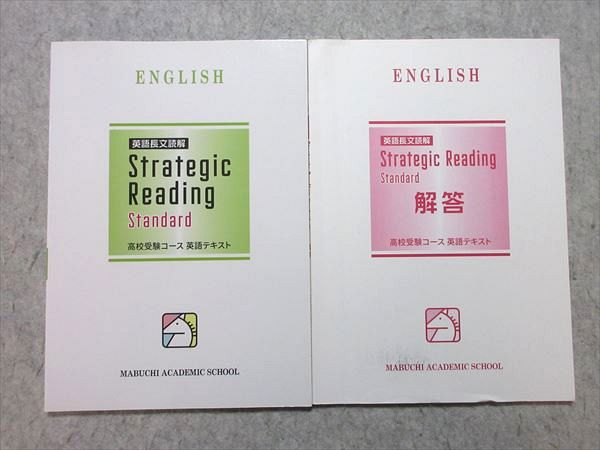 ENGLISH
英語長文読解
Strategic
Reading
Standard
高校受験コース 英語テキスト
MABUCHI ACADEMIC SCHOOL
ENGLISH
英語長文読解
Strategic Reading
Standard
解答
高校受験コース 英語テキスト
MABUCHI ACADEMIC SCHOOL